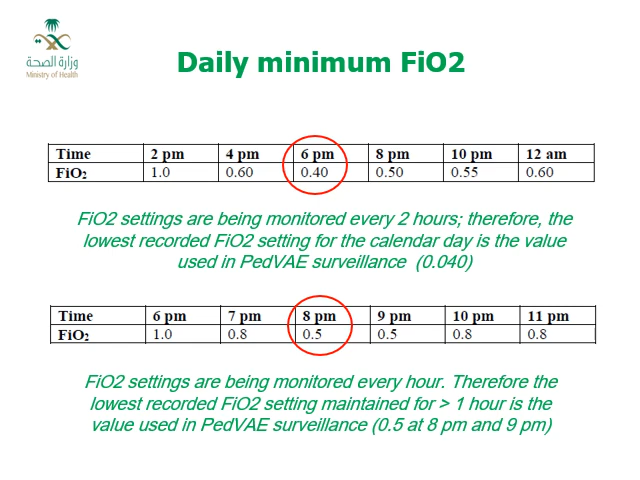 وزارة الصحة
Ministry of Health
Daily minimum FiO2
Time 2 pm 4 pm 6 pm 8 pm 10 pm 12 am
FiO₂ 1.0 0.60 0.40 0.50 0.55 0.60
FiO2 settings are being monitored every 2 hours; therefore, the
lowest recorded FiO2 setting for the calendar day is the value
used in PedVAE surveillance (0.040)
Time 6 pm 7 pm 8 pm 9 pm 10 pm 11 pm
FiO₂ 1.0 0.8 0.5 0.5 0.8 0.8
FiO2 settings are being monitored every hour. Therefore the
lowest recorded FiO2 setting maintained for > 1 hour is the
value used in PedVAE surveillance (0.5 at 8 pm and 9 pm)